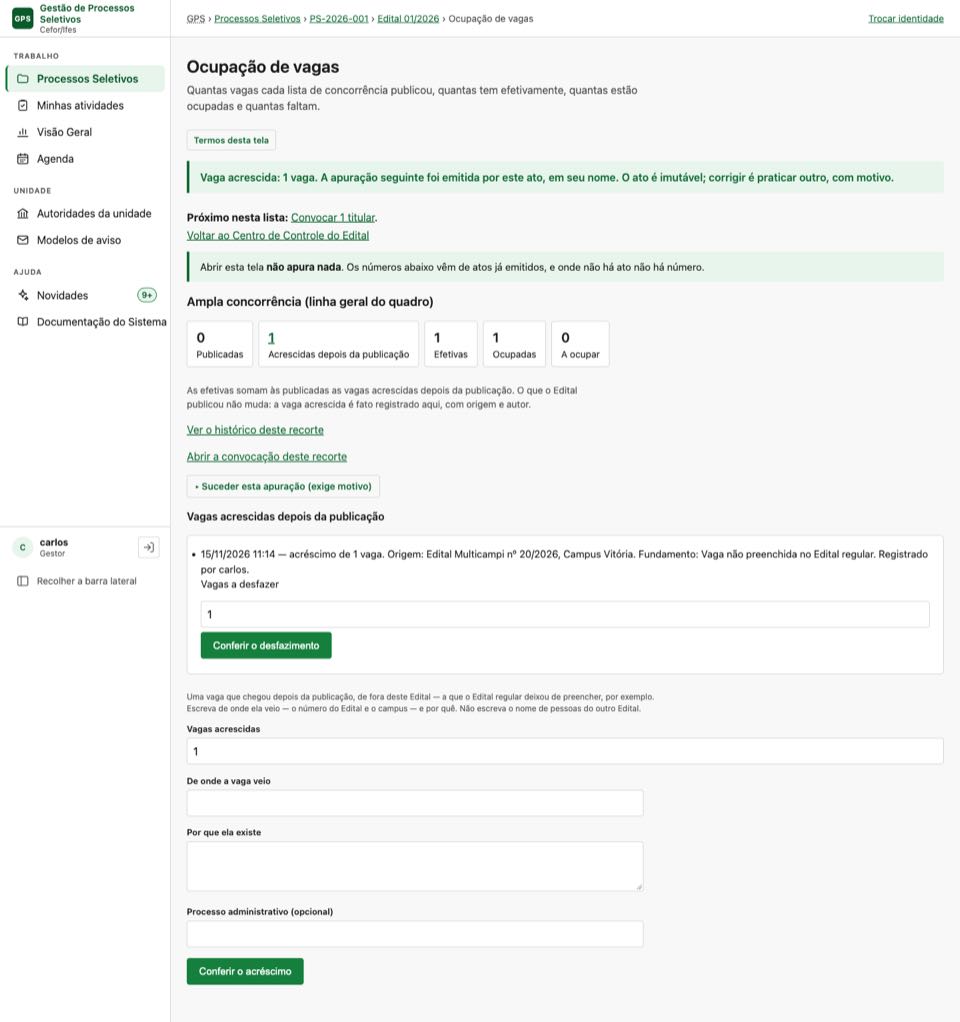 GPS
Gestão de Processos
Seletivos
Cefor/Ifes
GPS › Processos Seletivos › PS-2026-001 › Edital 01/2026 › Ocupação de vagas
Trocar identidade
TRABALHO
Processos Seletivos
Minhas atividades
Visão Geral
Agenda
UNIDADE
Autoridades da unidade
Modelos de aviso
AJUDA
Novidades 9+
Documentação do Sistema
C
carlos
Gestor
Recolher a barra lateral
Ocupação de vagas
Quantas vagas cada lista de concorrência publicou, quantas tem efetivamente, quantas estão
ocupadas e quantas faltam.
Termos desta tela
Vaga acrescida: 1 vaga. A apuração seguinte foi emitida por este ato, em seu nome. O ato é imutável; corrigir é praticar outro, com motivo.
Próximo nesta lista: Convocar 1 titular.
Voltar ao Centro de Controle do Edital
Abrir esta tela não apura nada. Os números abaixo vêm de atos já emitidos, e onde não há ato não há número.
Ampla concorrência (linha geral do quadro)
0
Publicadas
1
Acrescidas depois da publicação
1
Efetivas
1
Ocupadas
0
A ocupar
As efetivas somam às publicadas as vagas acrescidas depois da publicação. O que o Edital
publicou não muda: a vaga acrescida é fato registrado aqui, com origem e autor.
Ver o histórico deste recorte
Abrir a convocação deste recorte
Suceder esta apuração (exige motivo)
Vagas acrescidas depois da publicação
• 15/11/2026 11:14 — acréscimo de 1 vaga. Origem: Edital Multicampi nº 20/2026, Campus Vitória. Fundamento: Vaga não preenchida no Edital regular. Registrado
por carlos.
Vagas a desfazer
1
Conferir o desfazimento
Uma vaga que chegou depois da publicação, de fora deste Edital — a que o Edital regular deixou de preencher, por exemplo.
Escreva de onde ela veio — o número do Edital e o campus — e por quê. Não escreva o nome de pessoas do outro Edital.
Vagas acrescidas
1
De onde a vaga veio
Por que ela existe
Processo administrativo (opcional)
Conferir o acréscimo